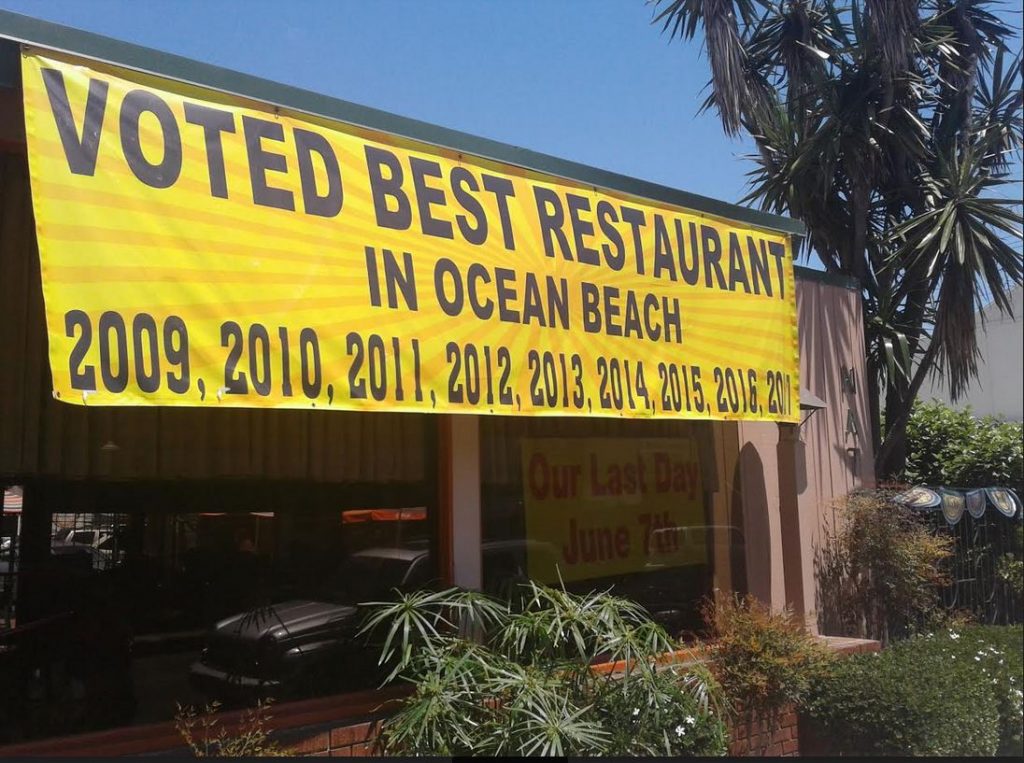 VOTED BEST RESTAURANT
IN OCEAN BEACH
2009, 2010, 2011, 2012, 2013, 2014, 2015, 2016, 201
Our Last Day
June 7th